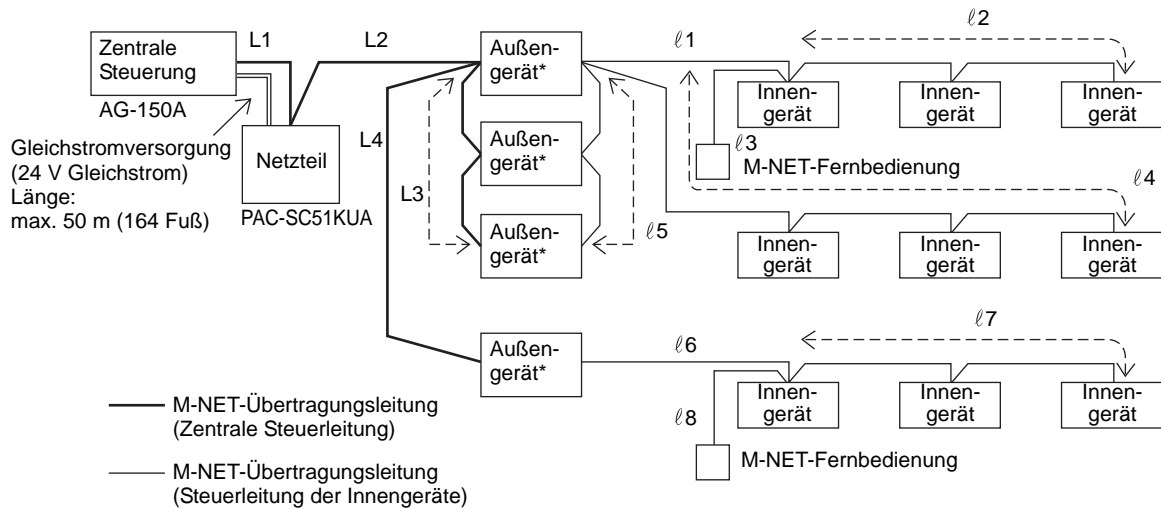 Zentrale
Steuerung
AG-150A
L1
L2
Gleichstromversorgung
(24 V Gleichstrom)
Länge:
max. 50 m (164 Fuß)
Netzteil
PAC-SC51KUA
L4
L3
Außen-
gerät*
Außen-
gerät*
Außen-
gerät*
ℓ5
ℓ1
ℓ2
Innen-
gerät
Innen-
gerät
Innen-
gerät
ℓ3
M-NET-Fernbedienung
ℓ4
Innen-
gerät
Innen-
gerät
Innen-
gerät
Außen-
gerät*
ℓ6
ℓ7
Innen-
gerät
Innen-
gerät
Innen-
gerät
ℓ8
M-NET-Fernbedienung
M-NET-Übertragungsleitung
(Zentrale Steuerleitung)
M-NET-Übertragungsleitung
(Steuerleitung der Innengeräte)